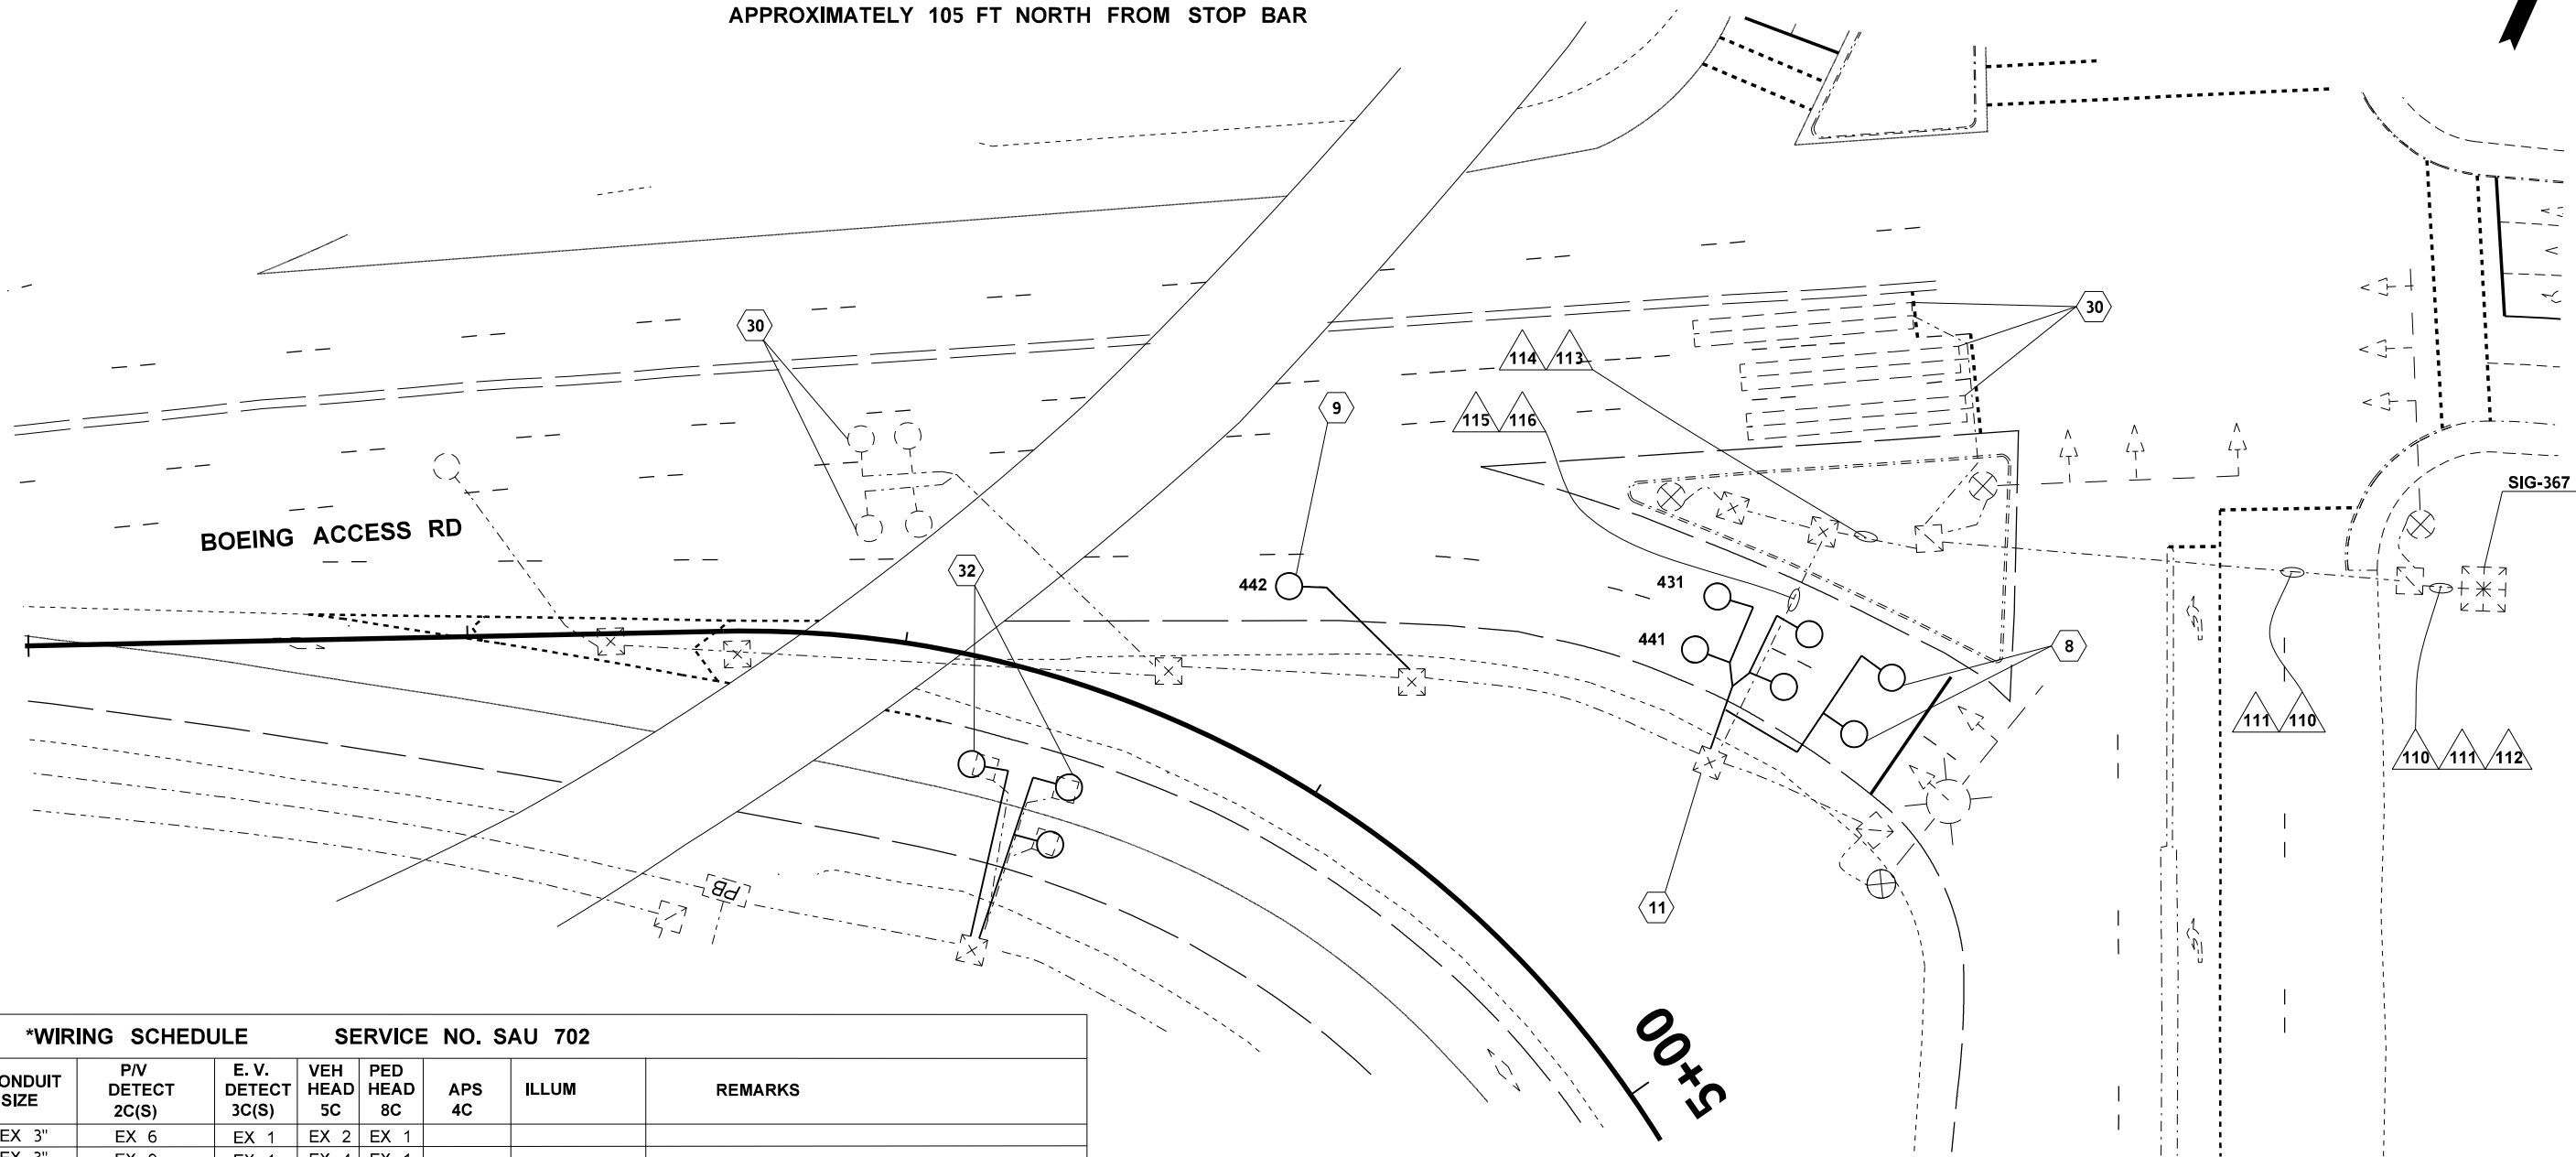 APPROXIMATELY 105 FT NORTH FROM STOP BAR
30
30
114 113
9
115 116
SIG-367
BOEING ACCESS RD
32
442
431
441
8
111 110
110 111 112
PB
11
5+00
*WIRING SCHEDULE SERVICE NO. SAU 702
ONDUIT SIZE
P/V DETECT 2C(S)
E. V. DETECT 3C(S)
VEH HEAD 5C
PED HEAD 8C
APS 4C
ILLUM
REMARKS
EX 3" EX 6 EX 1 EX 2 EX 1